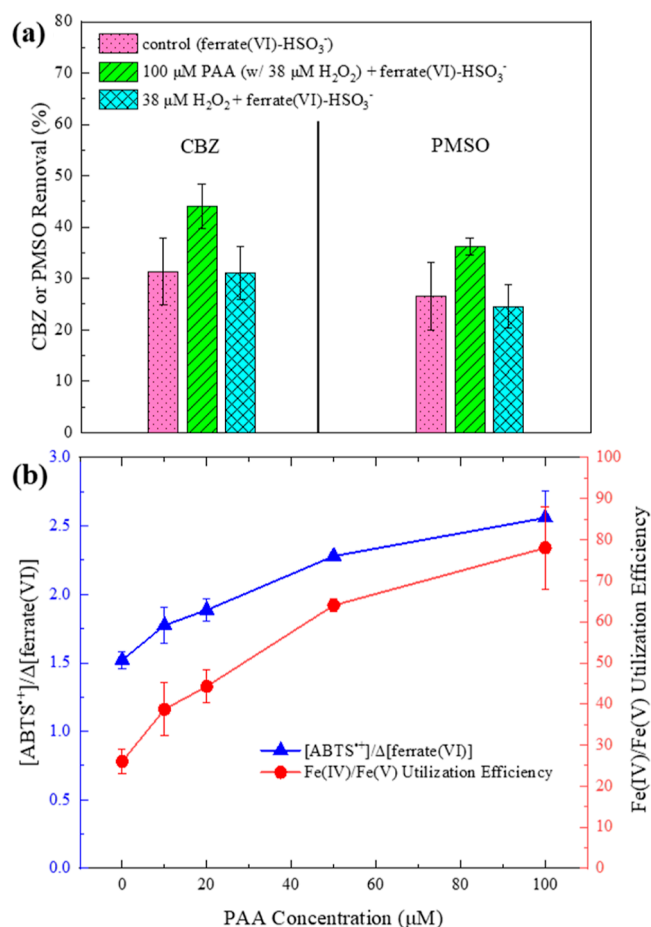 (a)
control (ferrate(VI)-HSO₃⁻)
100 μM PAA (w/ 38 μM H₂O₂) + ferrate(VI)-HSO₃⁻
38 μM H₂O₂ + ferrate(VI)-HSO₃⁻
CBZ
PMSO
CBZ or PMSO Removal (%)
80
70
60
50
40
30
20
10
0
(b)
[ABTS•⁺]/Δ[ferrate(VI)]
3.0
2.5
2.0
1.5
1.0
0.5
0.0
[ABTS•⁺]/Δ[ferrate(VI)]
Fe(IV)/Fe(V) Utilization Efficiency
100
90
80
70
60
50
40
30
20
10
0
Fe(IV)/Fe(V) Utilization Efficiency
0 20 40 60 80 100
PAA Concentration (μM)